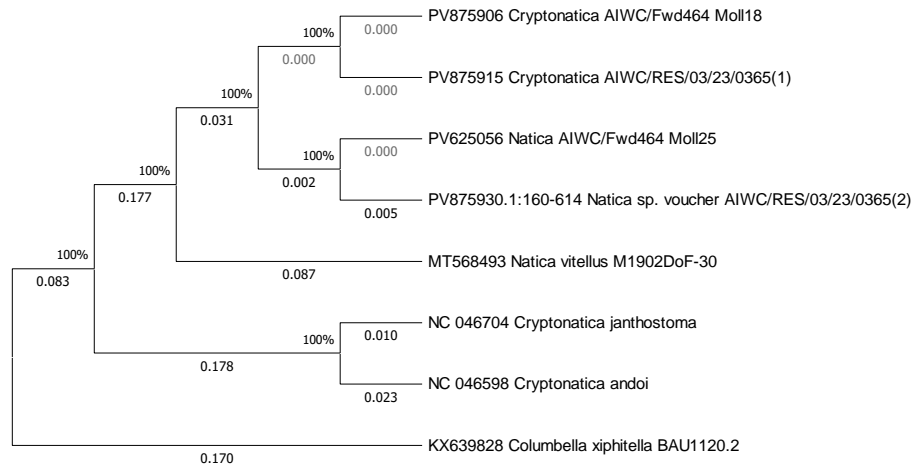 PV875906 Cryptonatica AIWC/Fwd464 Moll18
100%
0.000
0.000
100%
PV875915 Cryptonatica AIWC/RES/03/23/0365(1)
0.000
0.031
PV625056 Natica AIWC/Fwd464 Moll25
100%
0.000
100%
0.002
PV875930.1:160-614 Natica sp. voucher AIWC/RES/03/23/0365(2)
0.177
0.005
100%
MT568493 Natica vitellus M1902DoF-30
0.083
0.087
NC 046704 Cryptonatica janthostoma
100%
0.010
0.178
NC 046598 Cryptonatica andoi
0.023
KX639828 Columbella xiphitella BAU1120.2
0.170